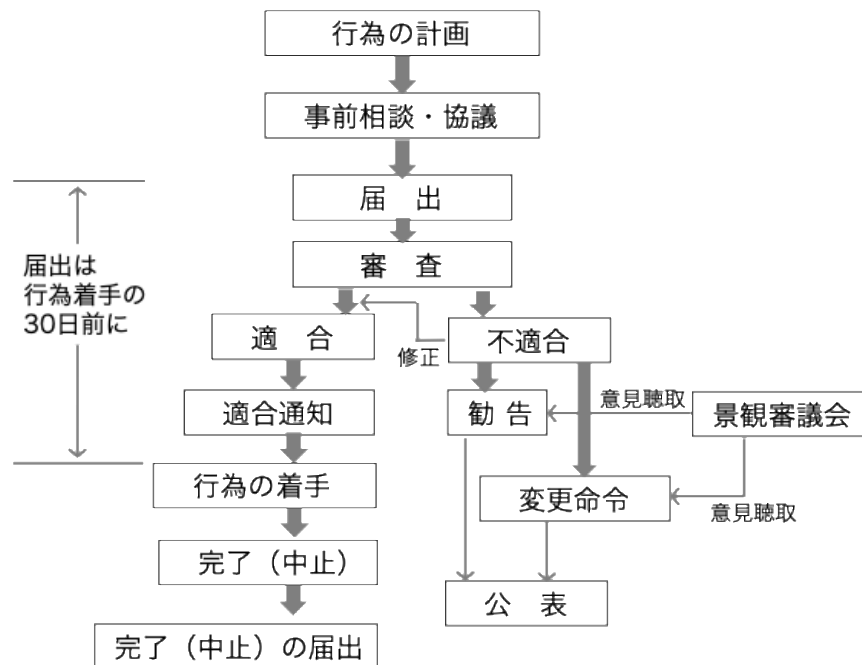 行為の計画
事前相談・協議
届　出
審　査
届出は
行為着手の
30日前に
適　合
修正
不適合
適合通知
勧 告
意見聴取
景観審議会
行為の着手
変更命令
意見聴取
完了（中止）
公　表
完了（中止）の届出